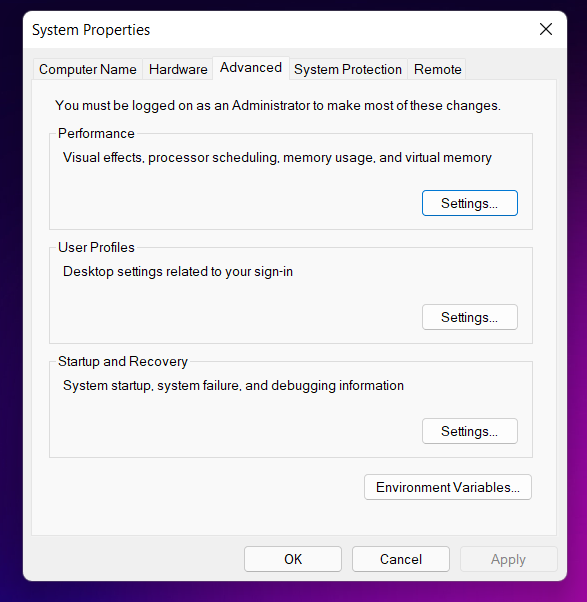 System Properties
Computer Name Hardware Advanced System Protection Remote
You must be logged on as an Administrator to make most of these changes.
Performance
Visual effects, processor scheduling, memory usage, and virtual memory
Settings...
User Profiles
Desktop settings related to your sign-in
Settings...
Startup and Recovery
System startup, system failure, and debugging information
Settings...
Environment Variables...
OK Cancel Apply